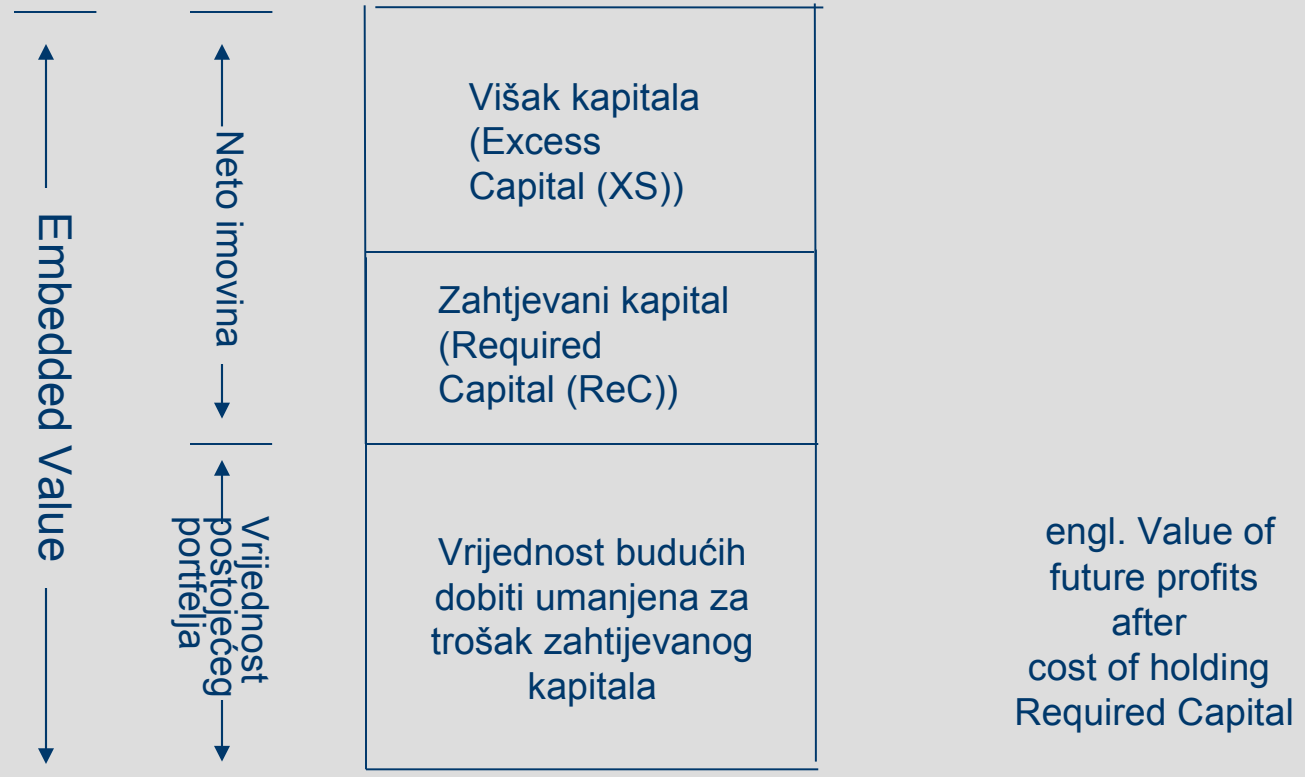 Embedded Value
Neto imovina
Vrijednost
postojećeg
portfelja
Višak kapitala
(Excess
Capital (XS))
Zahtjevani kapital
(Required
Capital (ReC))
Vrijednost budućih
dobiti umanjena za
trošak zahtijevanog
kapitala
engl. Value of
future profits
after
cost of holding
Required Capital